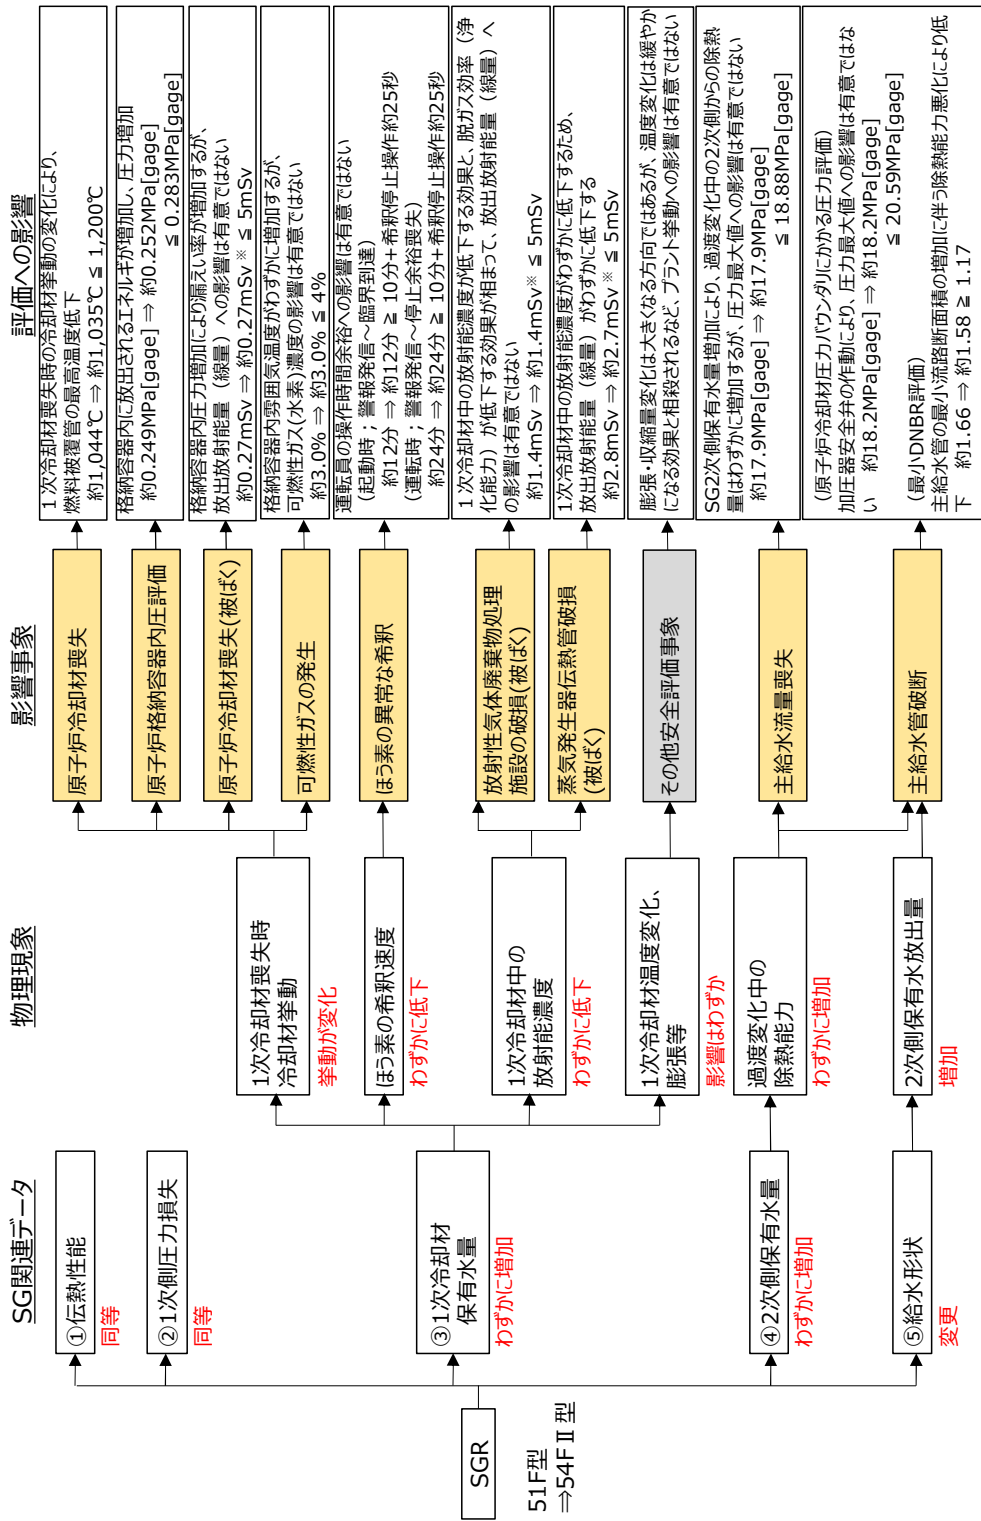 SG関連データ
物理現象
影響事象
評価への影響
SGR
51F型
⇒54FⅡ型
①伝熱性能
同等
②1次側圧力損失
同等
③1次冷却材
保有水量
わずかに増加
④2次側保有水量
わずかに増加
⑤給水形状
変更
1次冷却材喪失時
冷却材挙動
挙動が変化
ほう素の希釈速度
わずかに低下
1次冷却材中の
放射能濃度
わずかに低下
1次冷却材温度変化、
膨張等
影響はわずか
過渡変化中の
除熱能力
わずかに増加
2次側保有水放出量
増加
原子炉冷却材喪失
原子炉格納容器内圧評価
原子炉冷却材喪失(被ばく)
可燃性ガスの発生
ほう素の異常な希釈
放射性気体廃棄物処理
施設の破損(被ばく)
蒸気発生器伝熱管破損
(被ばく)
その他安全評価事象
主給水流量喪失
主給水管破断
1次冷却材喪失時の冷却材挙動の変化により、
燃料被覆管の最高温度低下
約1,044℃ ⇒ 約1,035℃ ≦ 1,200℃
格納容器内に放出されるエネルギが増加し、圧力増加
約0.249MPa[gage] ⇒ 約0.252MPa[gage]
≦ 0.283MPa[gage]
格納容器内圧力増加により漏えい率が増加するが、
放出放射能量（線量）への影響は有意ではない
約0.27mSv ⇒ 約0.27mSv※ ≦ 5mSv
格納容器内雰囲気温度がわずかに増加するが、
可燃性ガス(水素)濃度の影響は有意ではない
約3.0% ⇒ 約3.0% ≦ 4%
運転員の操作時間余裕への影響は有意ではない
(起動時；警報発信～臨界到達)
約12分 ⇒ 約12分 ≧ 10分+希釈停止操作約25秒
(運転時；警報発信～停止余裕喪失)
約24分 ⇒ 約24分 ≧ 10分+希釈停止操作約25秒
1次冷却材中の放射能濃度が低下する効果と、脱ガス効率（浄
化能力）が低下する効果が相まって、放出放射能量（線量）へ
の影響は有意ではない
約1.4mSv ⇒ 約1.4mSv※ ≦ 5mSv
1次冷却材中の放射能濃度がわずかに低下するため、
放出放射能量（線量）がわずかに低下する
約2.8mSv ⇒ 約2.7mSv※ ≦ 5mSv
膨張・収縮量変化は大きくなる方向ではあるが、温度変化は緩やか
になる効果と相殺されるなど、プラント挙動への影響は有意ではない
SG2次側保有水量増加により、過渡変化中の2次側からの除熱
量はわずかに増加するが、圧力最大値への影響は有意ではない
約17.9MPa[gage] ⇒ 約17.9MPa[gage]
≦ 18.88MPa[gage]
(原子炉冷却材圧力バウンダリにかかる圧力評価)
加圧器安全弁の作動により、圧力最大値への影響は有意ではな
い　約18.2MPa[gage] ⇒ 約18.2MPa[gage]
≦ 20.59MPa[gage]
(最小DNBR評価)
主給水管の最小流路断面積の増加に伴う除熱能力悪化により低
下　約1.66 ⇒ 約1.58 ≧ 1.17